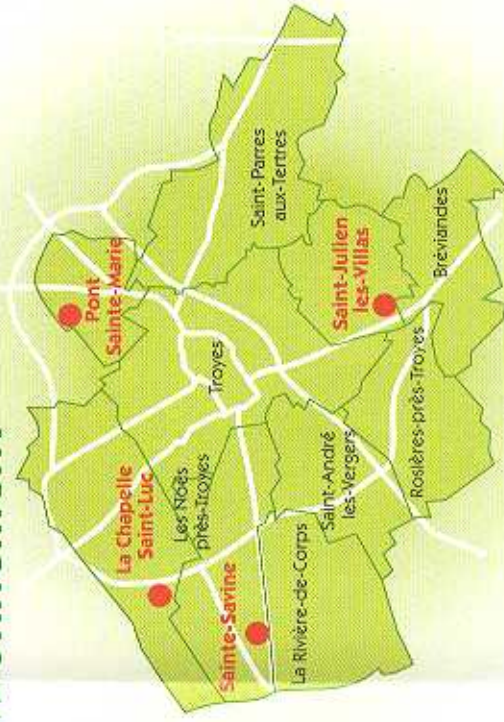 Pont
Sainte-Marie
La Chapelle
Saint-Luc
Les Noës
près-Troyes
Troyes
Saint-Parres
aux-Tertres
Sainte-Savine
La Rivière-de-Corps
Saint-André
les-Vergers
Saint-Julien
les-Villas
Rosières-près-Troyes
Bréviandes